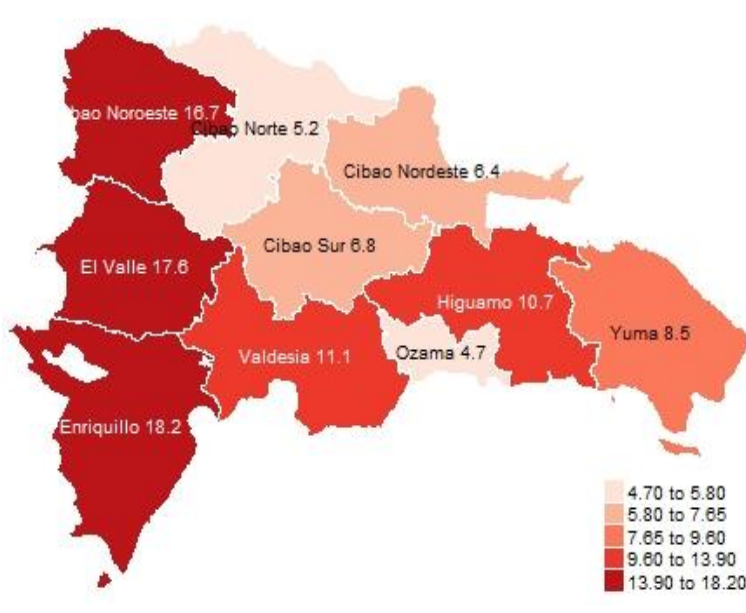 bao Noroeste 16.7
Cibao Norte 5.2
Cibao Nordeste 6.4
Cibao Sur 6.8
El Valle 17.6
Higuamo 10.7
Yuma 8.5
Valdesia 11.1
Ozama 4.7
Enriquillo 18.2
4.70 to 5.80
5.80 to 7.65
7.65 to 9.60
9.60 to 13.90
13.90 to 18.20